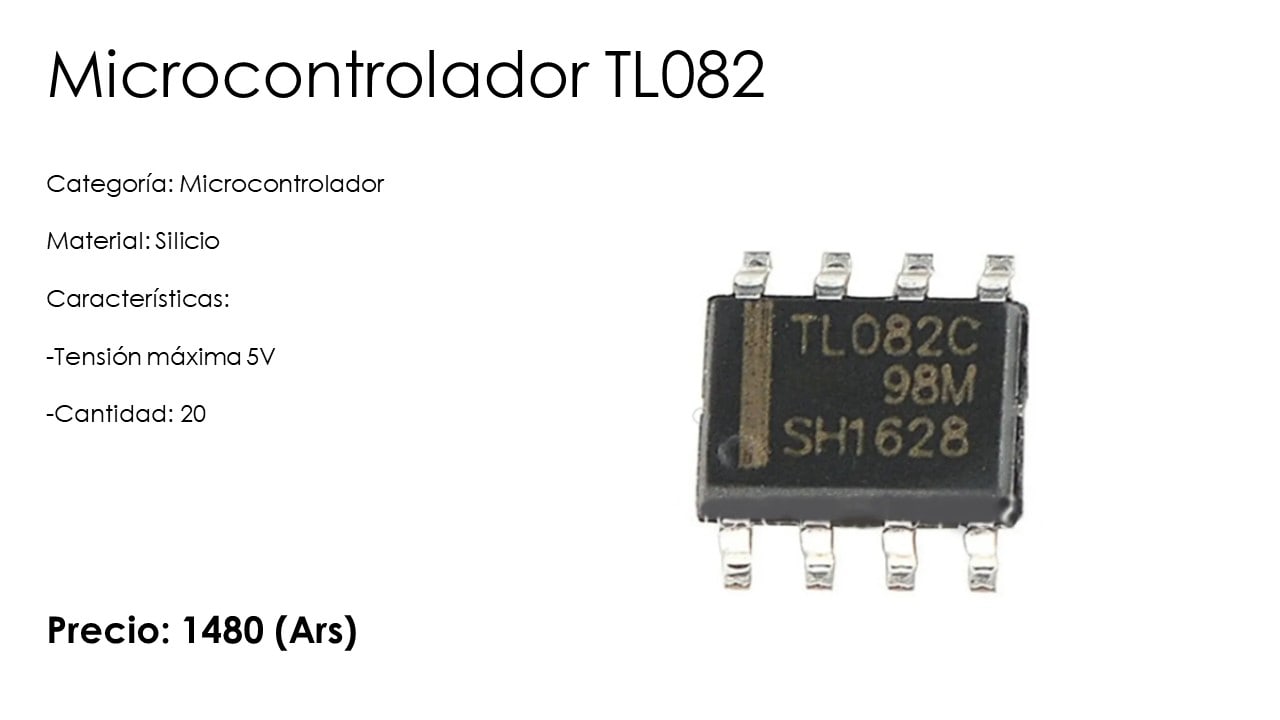 Microcontrolador TL082
Categoría: Microcontrolador
Material: Silicio
Características:
-Tensión máxima 5V
-Cantidad: 20
Precio: 1480 (Ars)
TL082C
98M
SH1628